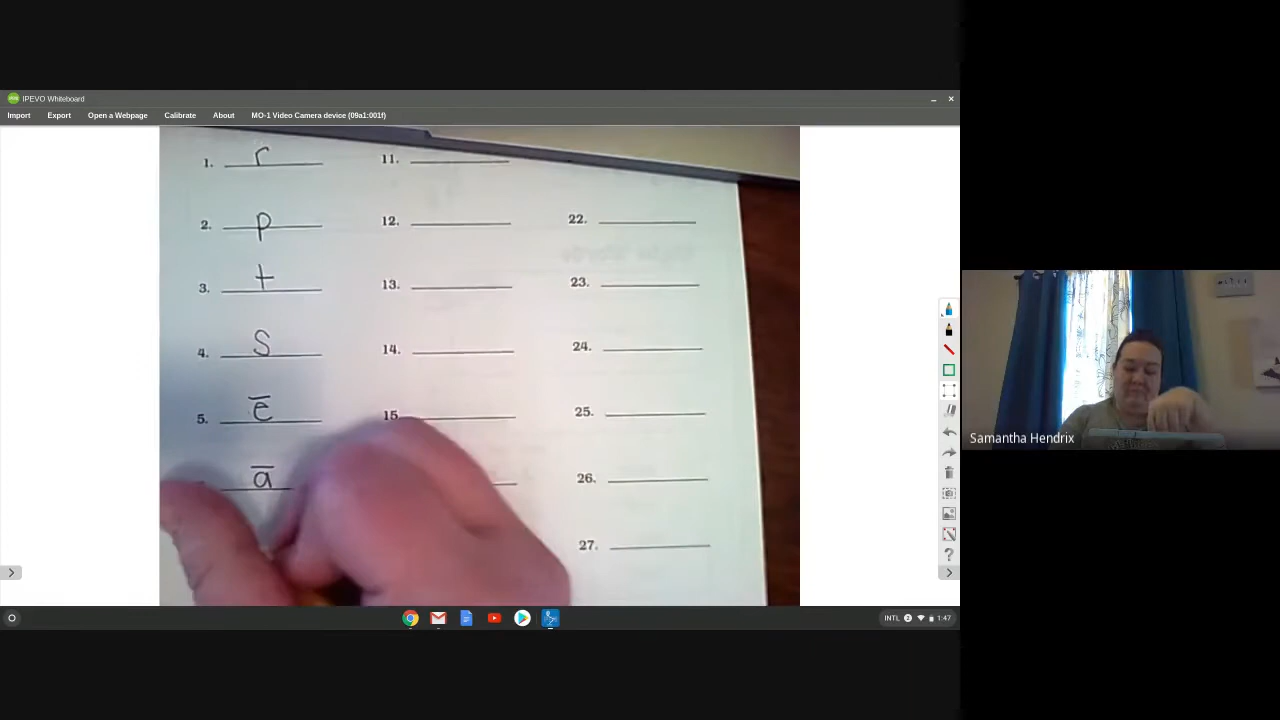 IPEVO Whiteboard
Import Export Open a Webpage Calibrate About MO-1 Video Camera device (09a1:001f)
1. r
2. p
3. t
4. s
5. ē
ā
11.
12.
13.
14.
15
22.
23.
24.
25.
26.
27.
Samantha Hendrix
INTL 2 1:47